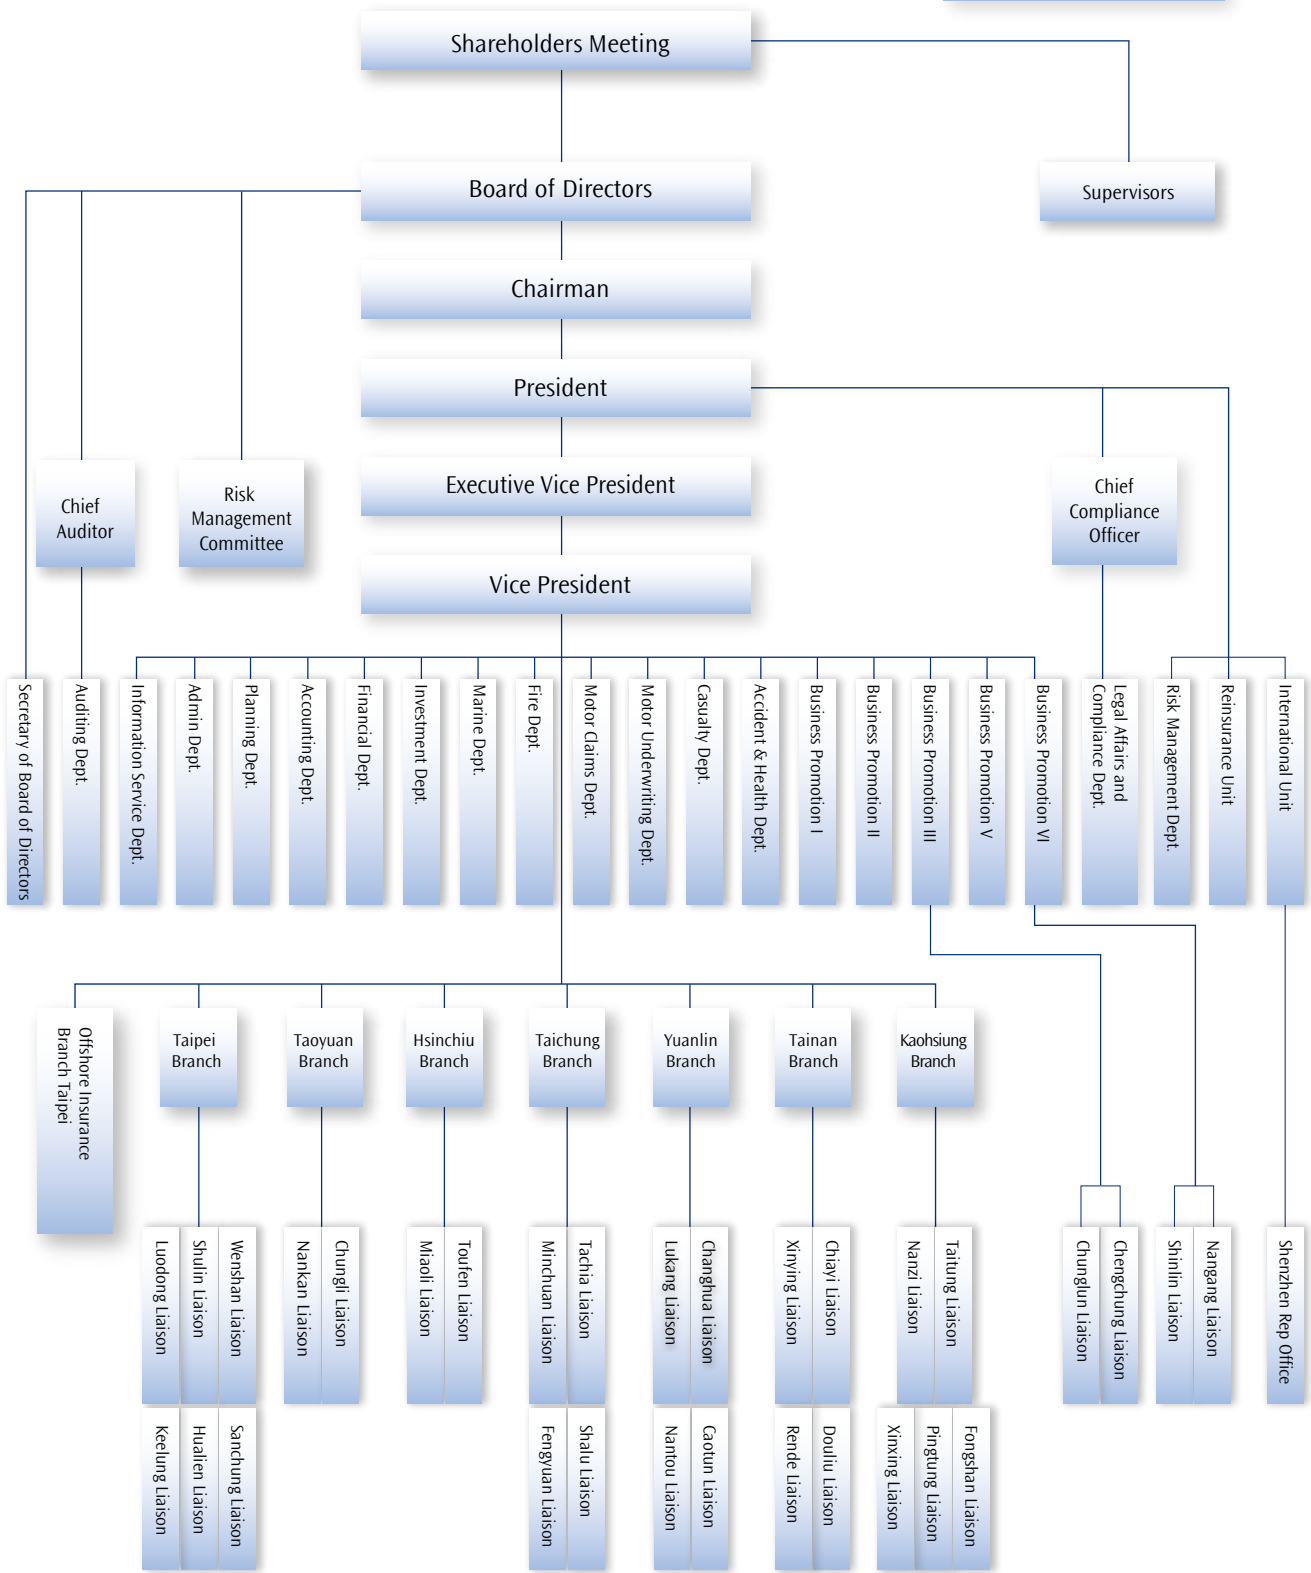 Shareholders Meeting
Board of Directors
Supervisors
Chairman
President
Executive Vice President
Chief
Auditor
Risk
Management
Committee
Chief
Compliance
Officer
Vice President
Secretary of Board of Directors
Auditing Dept.
Information Service Dept.
Admin Dept.
Planning Dept.
Accounting Dept.
Financial Dept.
Investment Dept.
Marine Dept.
Fire Dept.
Motor Claims Dept.
Motor Underwriting Dept.
Casualty Dept.
Accident & Health Dept.
Business Promotion I
Business Promotion II
Business Promotion III
Business Promotion V
Business Promotion VI
Legal Affairs and
Compliance Dept.
Risk Management Dept.
Reinsurance Unit
International Unit
Offshore Insurance
Branch Taipei
Taipei
Branch
Taoyuan
Branch
Hsinchiu
Branch
Taichung
Branch
Yuanlin
Branch
Tainan
Branch
Kaohsiung
Branch
Luodong Liaison
Shulin Liaison
Wenshan Liaison
Nankan Liaison
Chungli Liaison
Miaoli Liaison
Toufen Liaison
Minchuan Liaison
Tachia Liaison
Lukang Liaison
Changhua Liaison
Xinying Liaison
Chiayi Liaison
Nanzi Liaison
Taitung Liaison
Chunglun Liaison
Chengchung Liaison
Shinlin Liaison
Nangang Liaison
Shenzhen Rep Office
Keelung Liaison
Hualien Liaison
Sanchung Liaison
Fengyuan Liaison
Shalu Liaison
Nantou Liaison
Caotun Liaison
Rende Liaison
Douliu Liaison
Xinxing Liaison
Pingtung Liaison
Fongshan Liaison